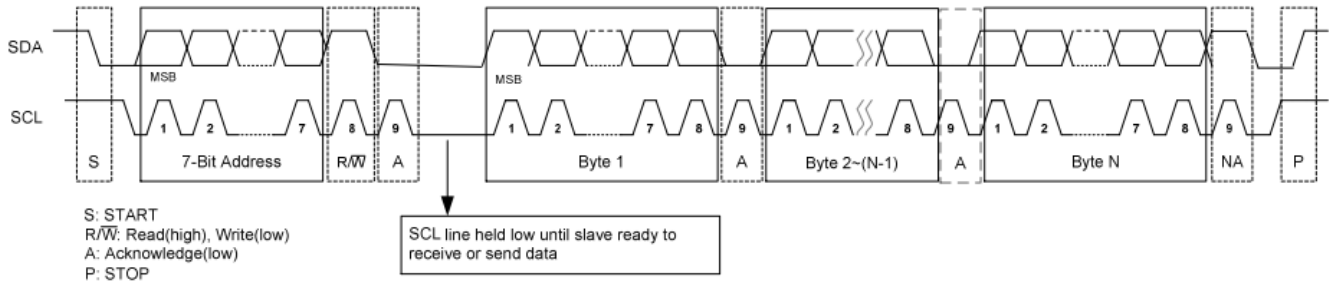 SDA
MSB
MSB
SCL
1 2 7 8 9 1 2 7 8 9 1 2 8 9 1 2 7 8 9
S 7-Bit Address R/W̅ A Byte 1 A Byte 2~(N-1) A Byte N NA P
S: START
R/W̅: Read(high), Write(low)
A: Acknowledge(low)
P: STOP
SCL line held low until slave ready to
receive or send data